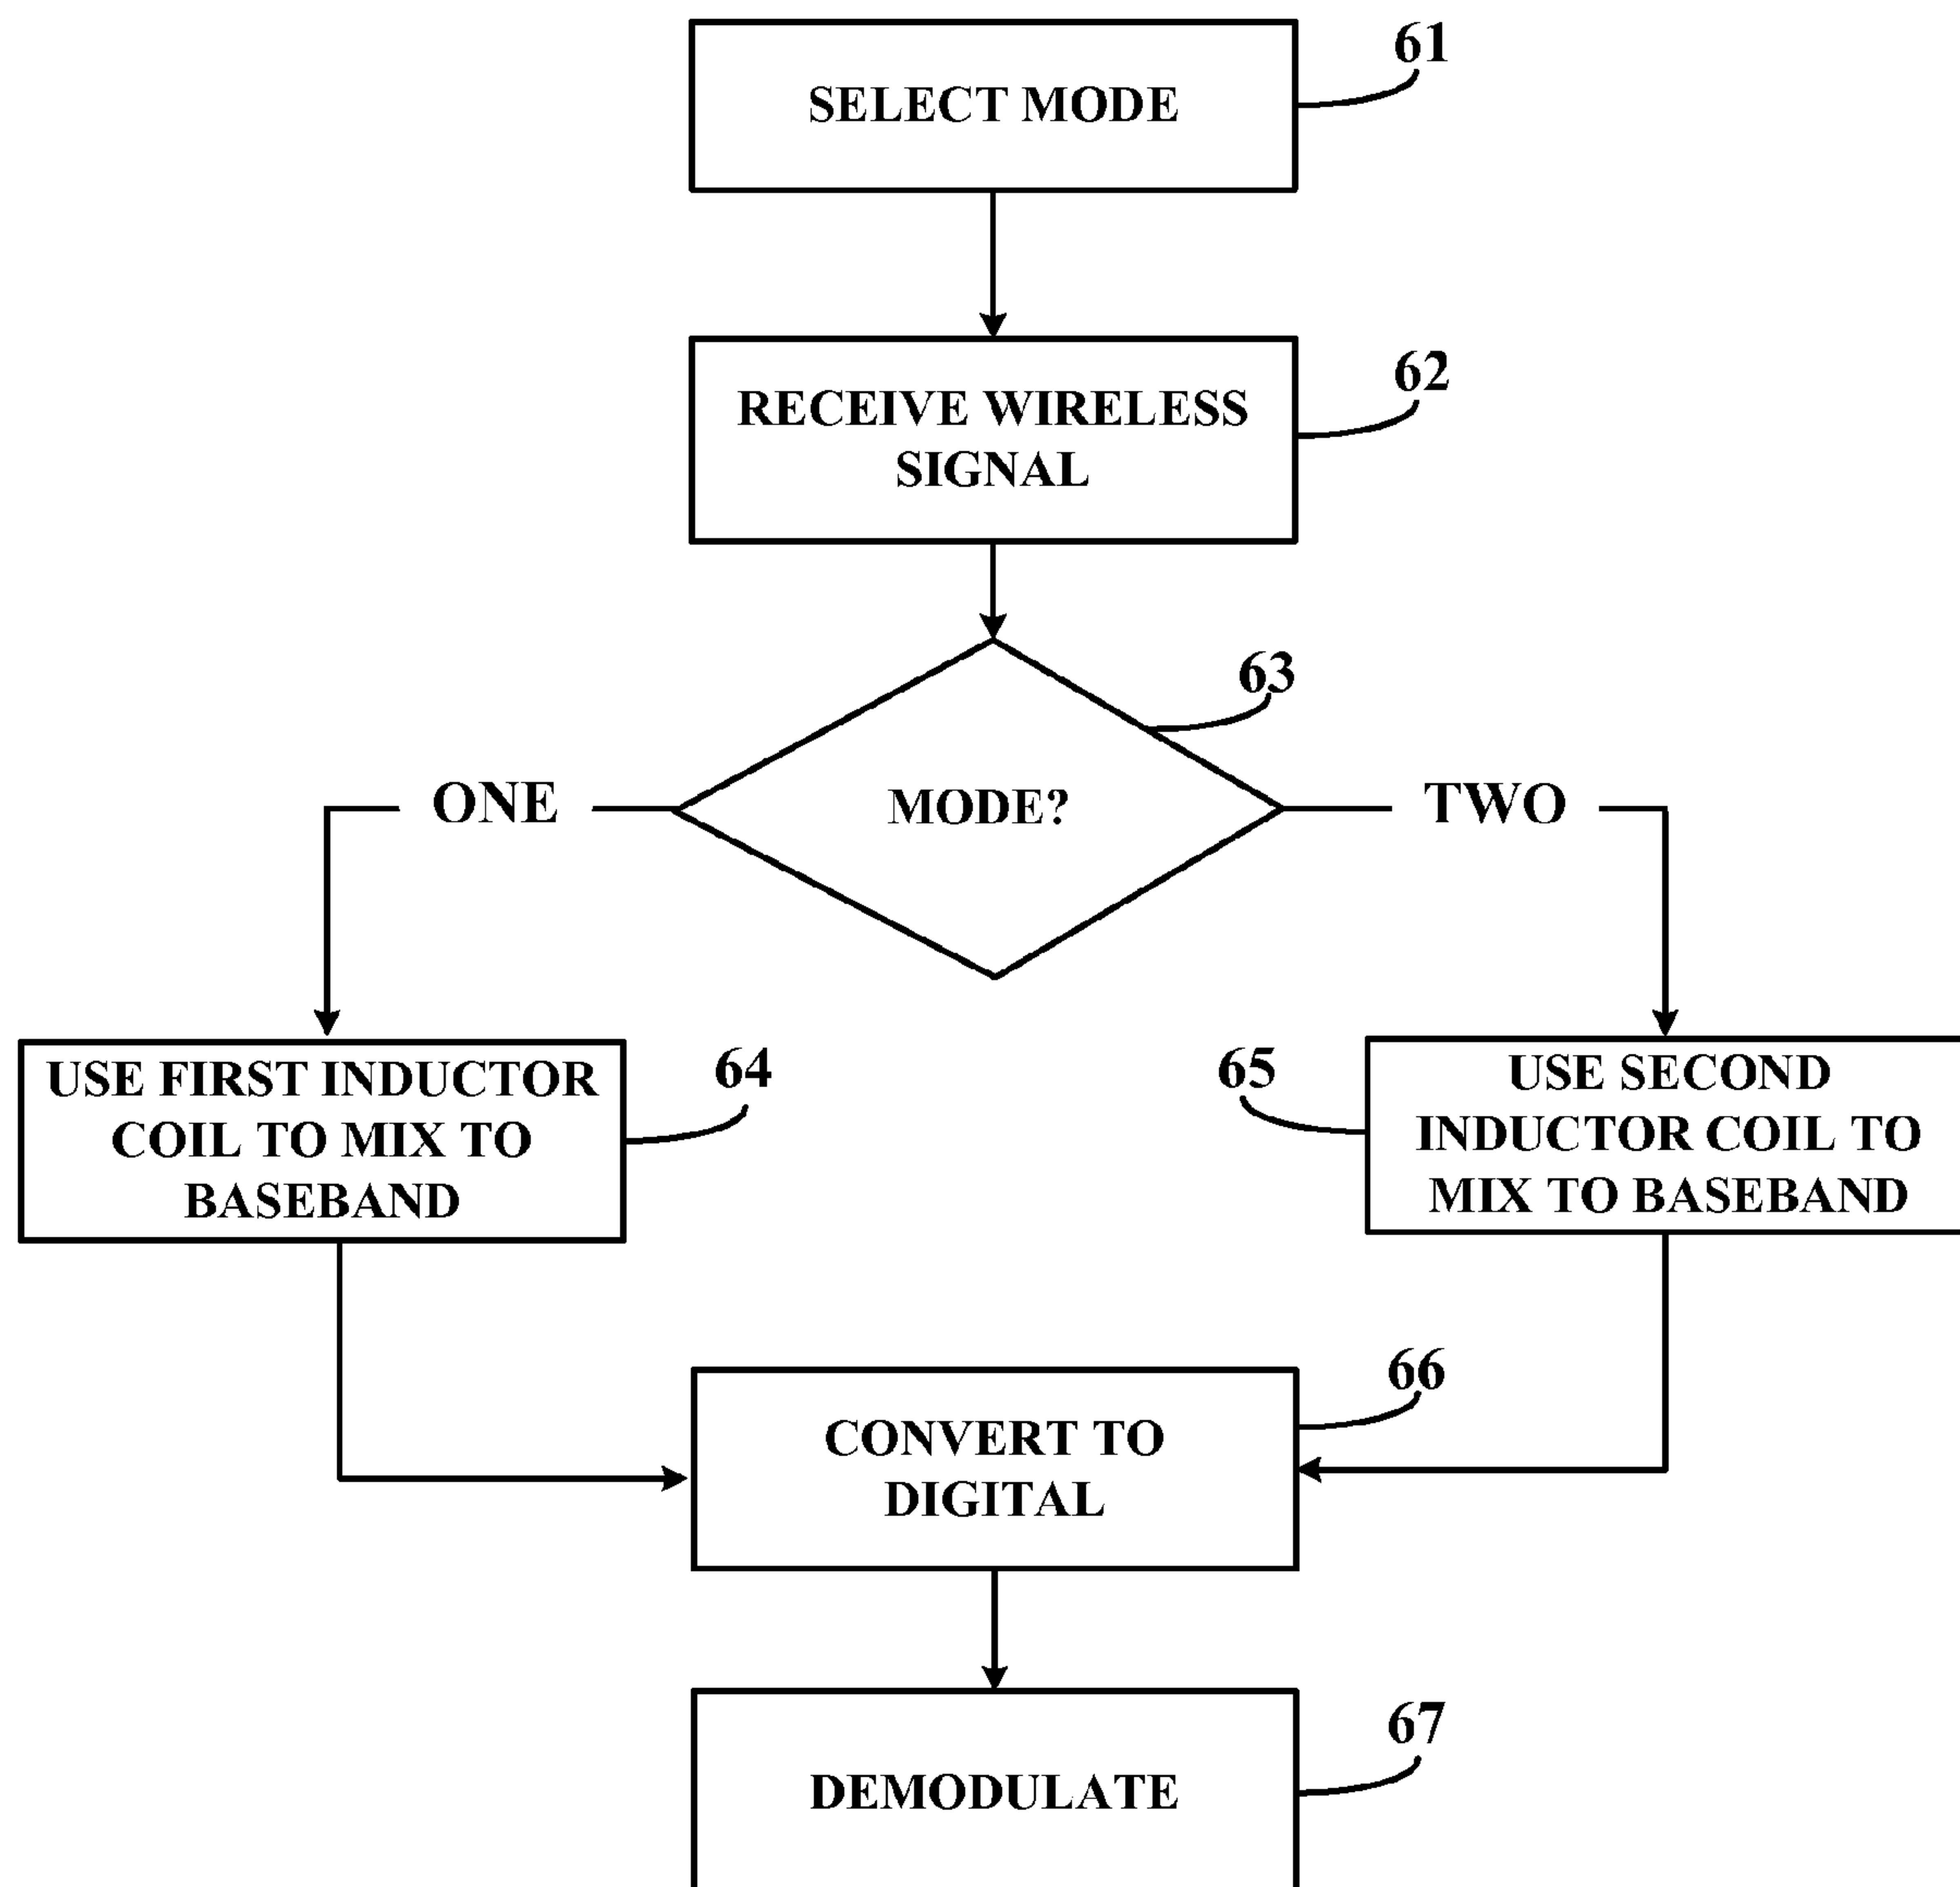 61
SELECT MODE
62
RECEIVE WIRELESS
SIGNAL
63
MODE?
ONE
TWO
USE FIRST INDUCTOR
COIL TO MIX TO
BASEBAND
64
65
USE SECOND
INDUCTOR COIL TO
MIX TO BASEBAND
66
CONVERT TO
DIGITAL
67
DEMODULATE